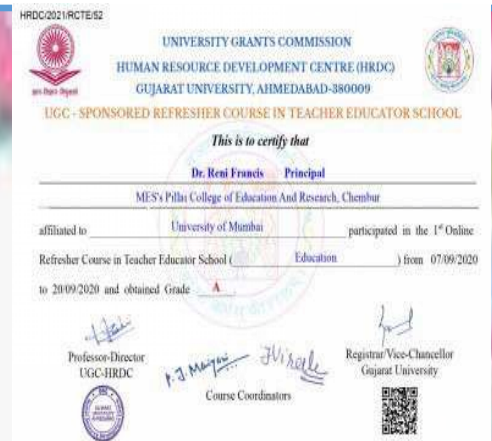 HRDC/2021/RCTE/52
UNIVERSITY GRANTS COMMISSION
HUMAN RESOURCE DEVELOPMENT CENTRE (HRDC)
GUJARAT UNIVERSITY, AHMEDABAD-380009
UGC - SPONSORED REFRESHER COURSE IN TEACHER EDUCATOR SCHOOL
This is to certify that
Dr. Reni Francis Principal
MES's Pillai College of Education And Research, Chembur
affiliated to University of Mumbai participated in the 1st Online
Refresher Course in Teacher Educator School ( Education ) from 07/09/2020
to 20/09/2020 and obtained Grade A
Professor-Director
UGC-HRDC
Course Coordinators
Registrar/Vice-Chancellor
Gujarat University